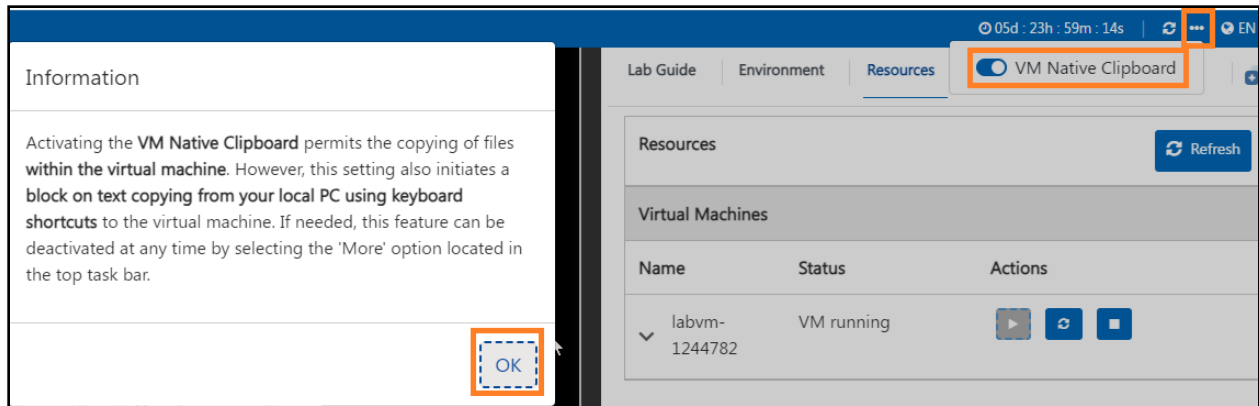 05d : 23h : 59m : 14s | EN
Information
Activating the VM Native Clipboard permits the copying of files
within the virtual machine. However, this setting also initiates a
block on text copying from your local PC using keyboard
shortcuts to the virtual machine. If needed, this feature can be
deactivated at any time by selecting the 'More' option located in
the top task bar.
OK
Lab Guide Environment Resources
VM Native Clipboard
Resources
Refresh
Virtual Machines
Name Status Actions
labvm-
1244782
VM running